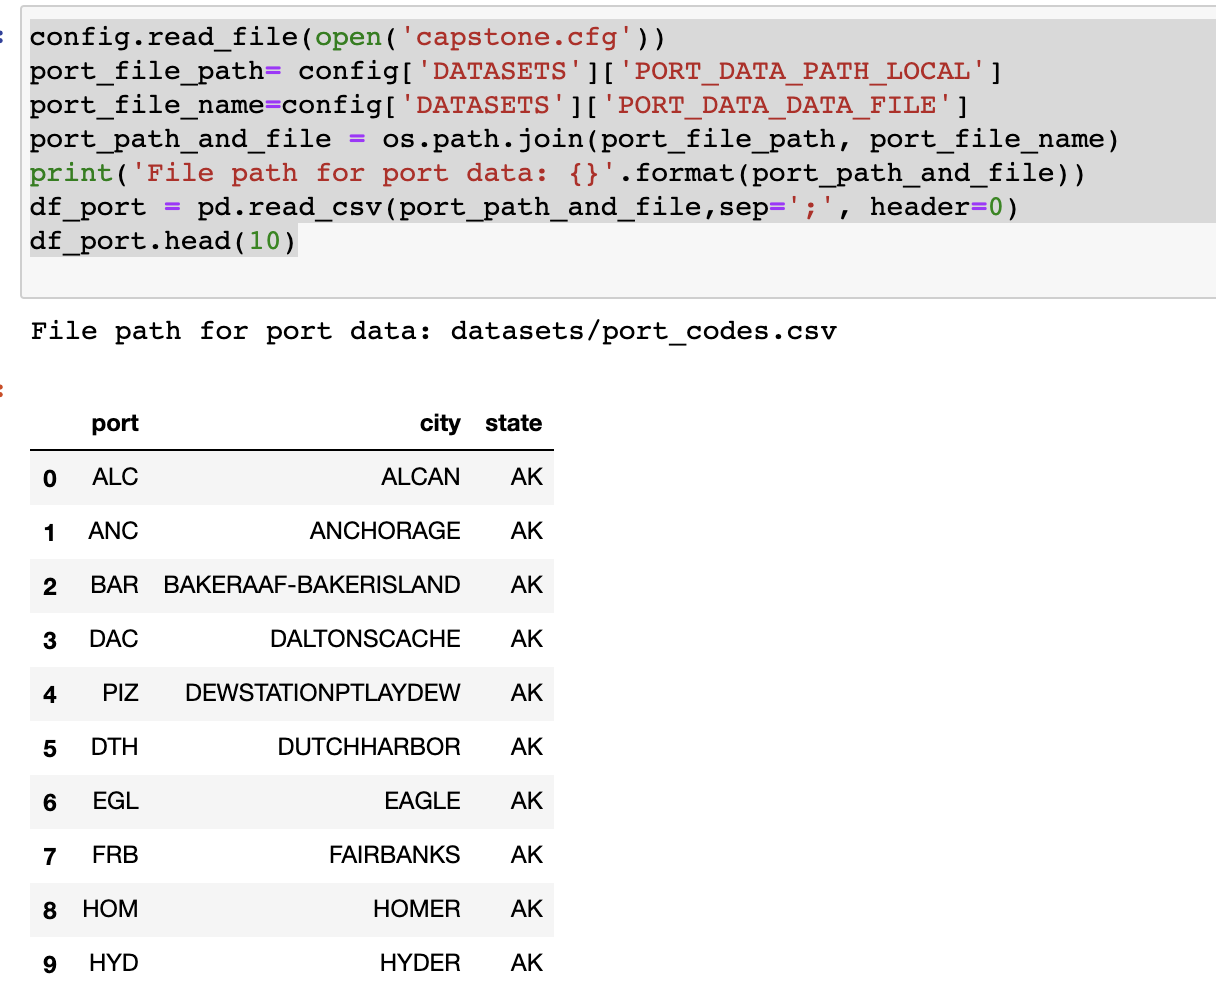 config.read_file(open('capstone.cfg'))
port_file_path= config['DATASETS']['PORT_DATA_PATH_LOCAL']
port_file_name=config['DATASETS']['PORT_DATA_DATA_FILE']
port_path_and_file = os.path.join(port_file_path, port_file_name)
print('File path for port data: {}'.format(port_path_and_file))
df_port = pd.read_csv(port_path_and_file,sep=';', header=0)
df_port.head(10)
File path for port data: datasets/port_codes.csv
port city state
0 ALC ALCAN AK
1 ANC ANCHORAGE AK
2 BAR BAKERAAF-BAKERISLAND AK
3 DAC DALTONSCACHE AK
4 PIZ DEWSTATIONPTLAYDEW AK
5 DTH DUTCHHARBOR AK
6 EGL EAGLE AK
7 FRB FAIRBANKS AK
8 HOM HOMER AK
9 HYD HYDER AK